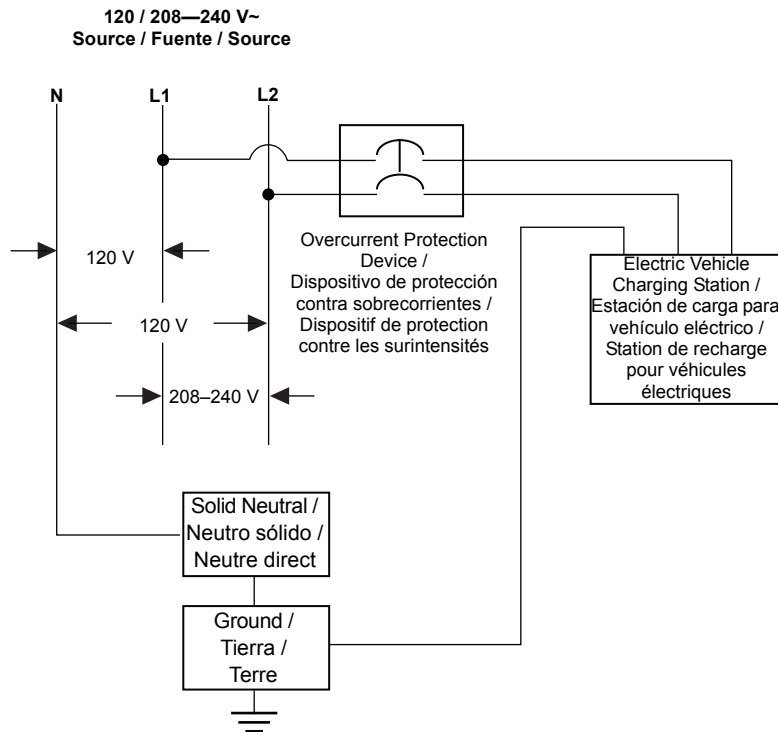 120 / 208—240 V~
Source / Fuente / Source
N
L1
L2
120 V
120 V
208–240 V
Overcurrent Protection
Device /
Dispositivo de protección
contra sobrecorrientes /
Dispositif de protection
contre les surintensités
Electric Vehicle
Charging Station /
Estación de carga para
vehículo eléctrico /
Station de recharge
pour véhicules
électriques
Solid Neutral /
Neutro sólido /
Neutre direct
Ground /
Tierra /
Terre